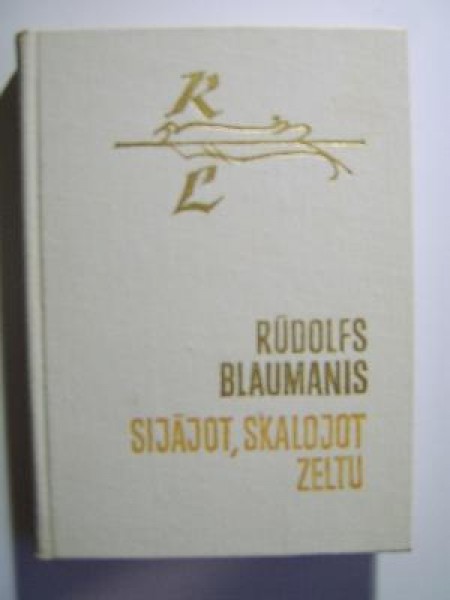 K
L
RŪDOLFS
BLAUMANIS
SIJĀJOT, SKALOJOT
ZELTU